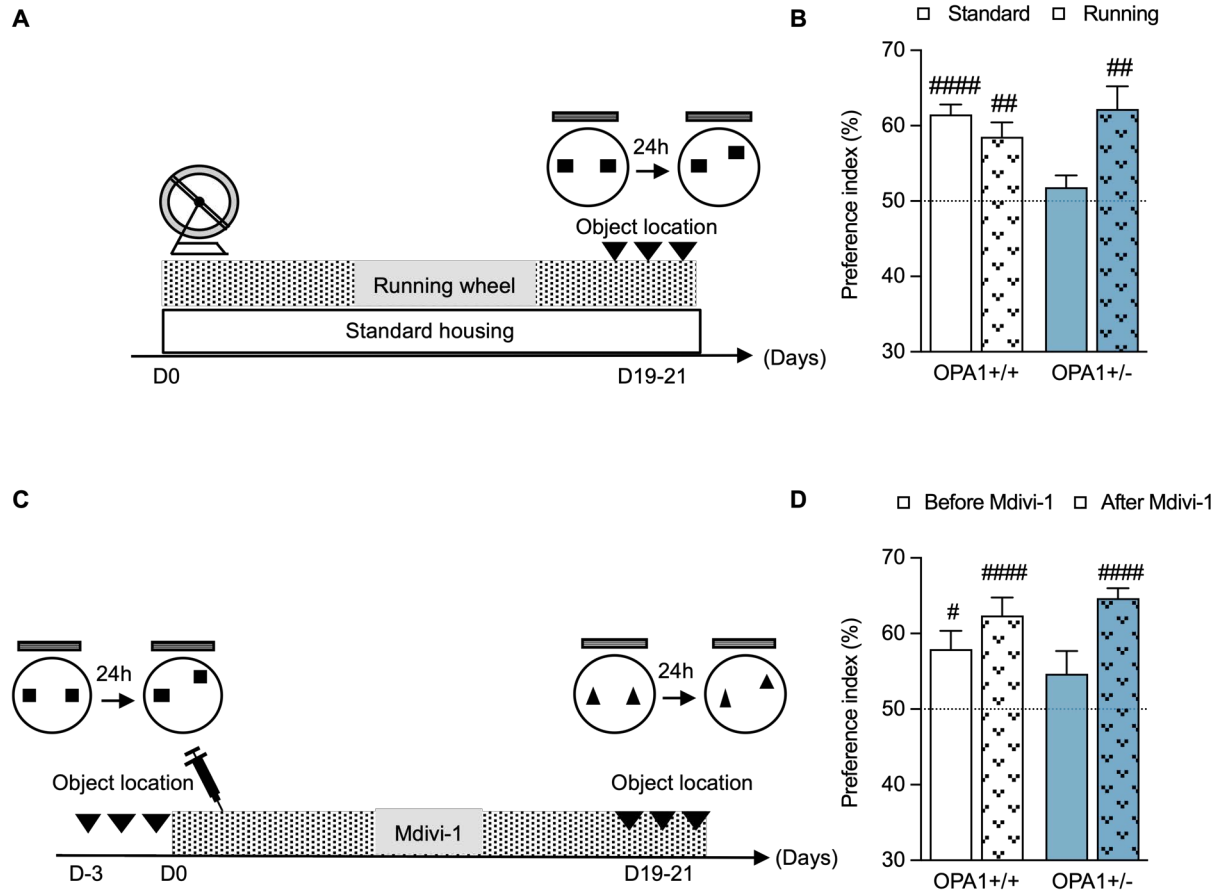 A
24h
Object location
Running wheel
Standard housing
(Days)
D0
D19-21
B
Standard
Running
Preference index (%)
70
60
50
40
30
####
##
##
OPA1+/+
OPA1+/-
C
24h
24h
Object location
Object location
Mdivi-1
(Days)
D-3
D0
D19-21
D
Before Mdivi-1
After Mdivi-1
Preference index (%)
70
60
50
40
30
#
####
####
OPA1+/+
OPA1+/-